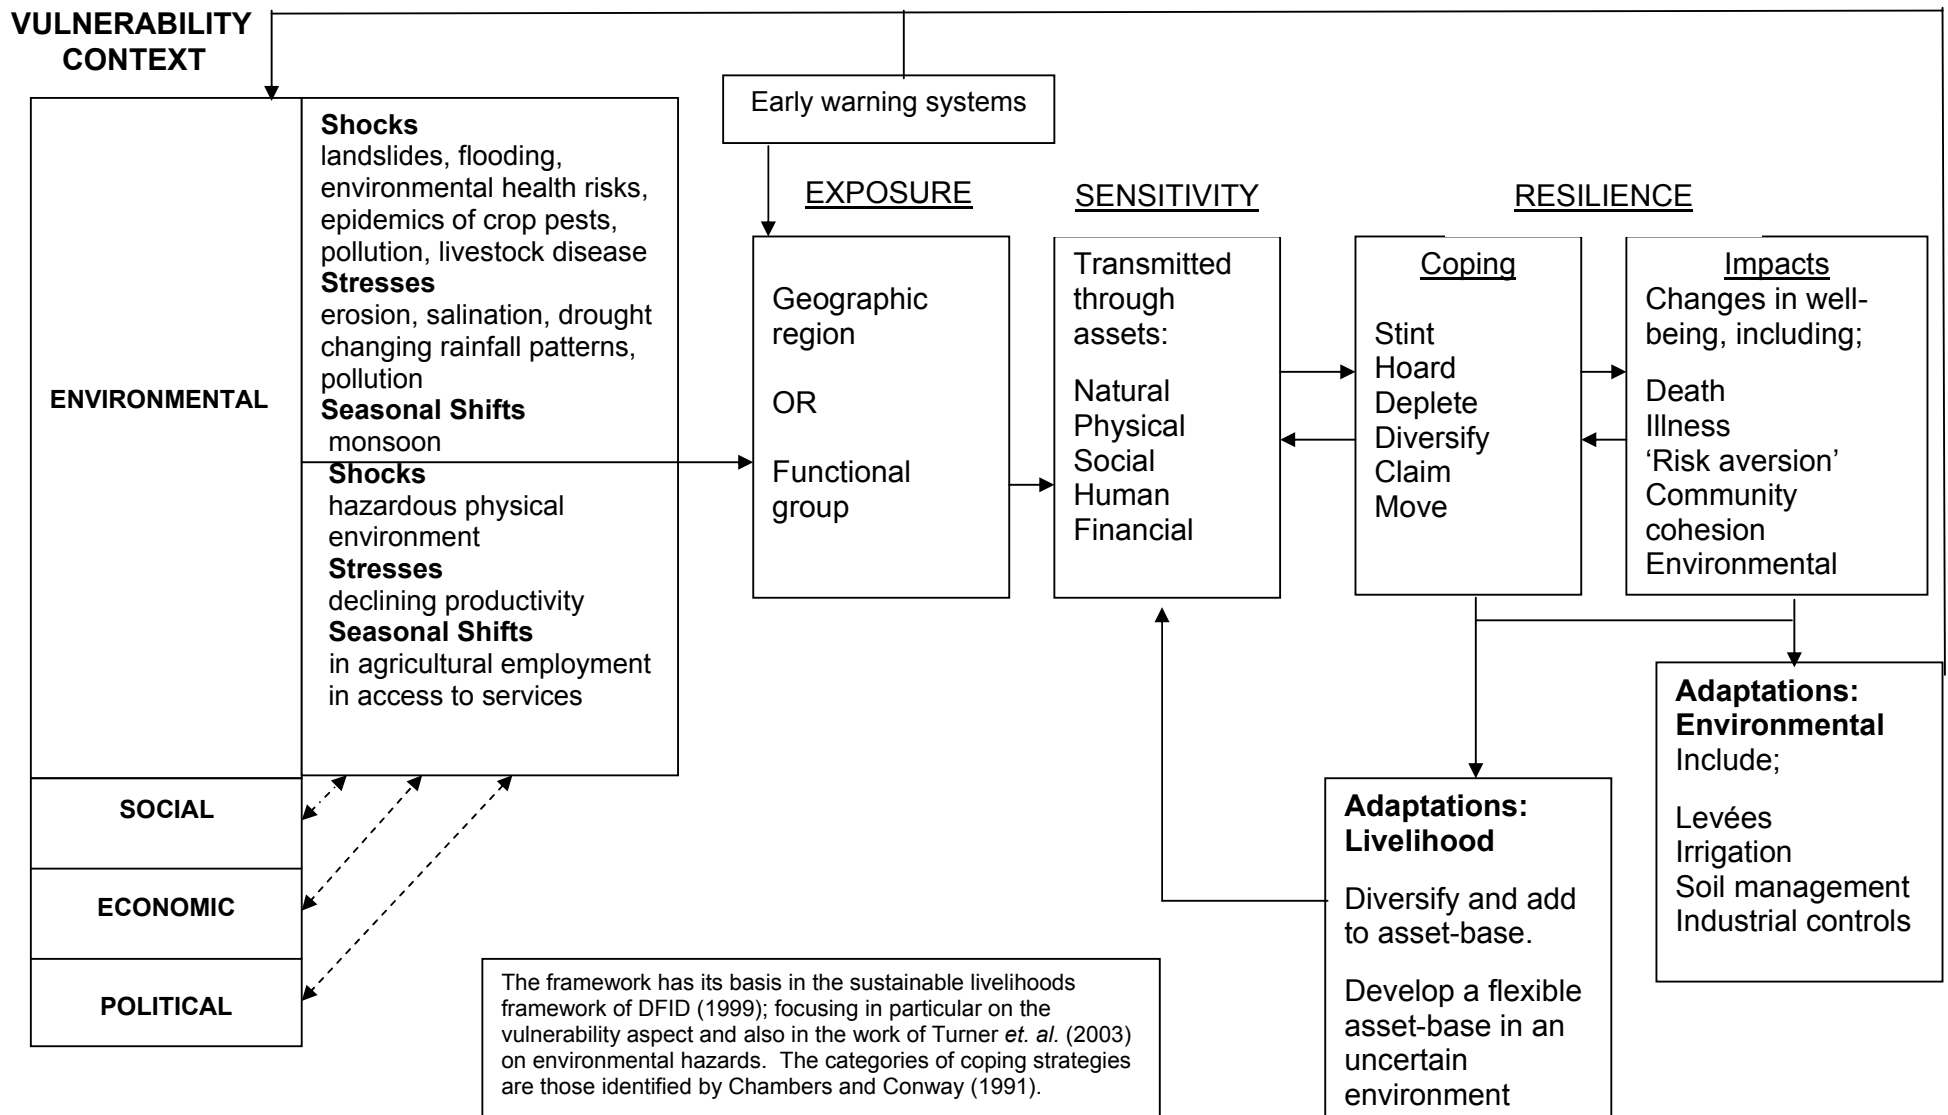 VULNERABILITY
CONTEXT
ENVIRONMENTAL
SOCIAL
ECONOMIC
POLITICAL
Shocks
landslides, flooding,
environmental health risks,
epidemics of crop pests,
pollution, livestock disease
Stresses
erosion, salination, drought
changing rainfall patterns,
pollution
Seasonal Shifts
monsoon
Shocks
hazardous physical
environment
Stresses
declining productivity
Seasonal Shifts
in agricultural employment
in access to services
Early warning systems
EXPOSURE
Geographic
region
OR
Functional
group
SENSITIVITY
Transmitted
through
assets:
Natural
Physical
Social
Human
Financial
RESILIENCE
Coping
Stint
Hoard
Deplete
Diversify
Claim
Move
Impacts
Changes in well-
being, including;
Death
Illness
‘Risk aversion’
Community
cohesion
Environmental
Adaptations:
Livelihood
Diversify and add
to asset-base.
Develop a flexible
asset-base in an
uncertain
environment
Adaptations:
Environmental
Include;
Levées
Irrigation
Soil management
Industrial controls
The framework has its basis in the sustainable livelihoods
framework of DFID (1999); focusing in particular on the
vulnerability aspect and also in the work of Turner et. al. (2003)
on environmental hazards.  The categories of coping strategies
are those identified by Chambers and Conway (1991).